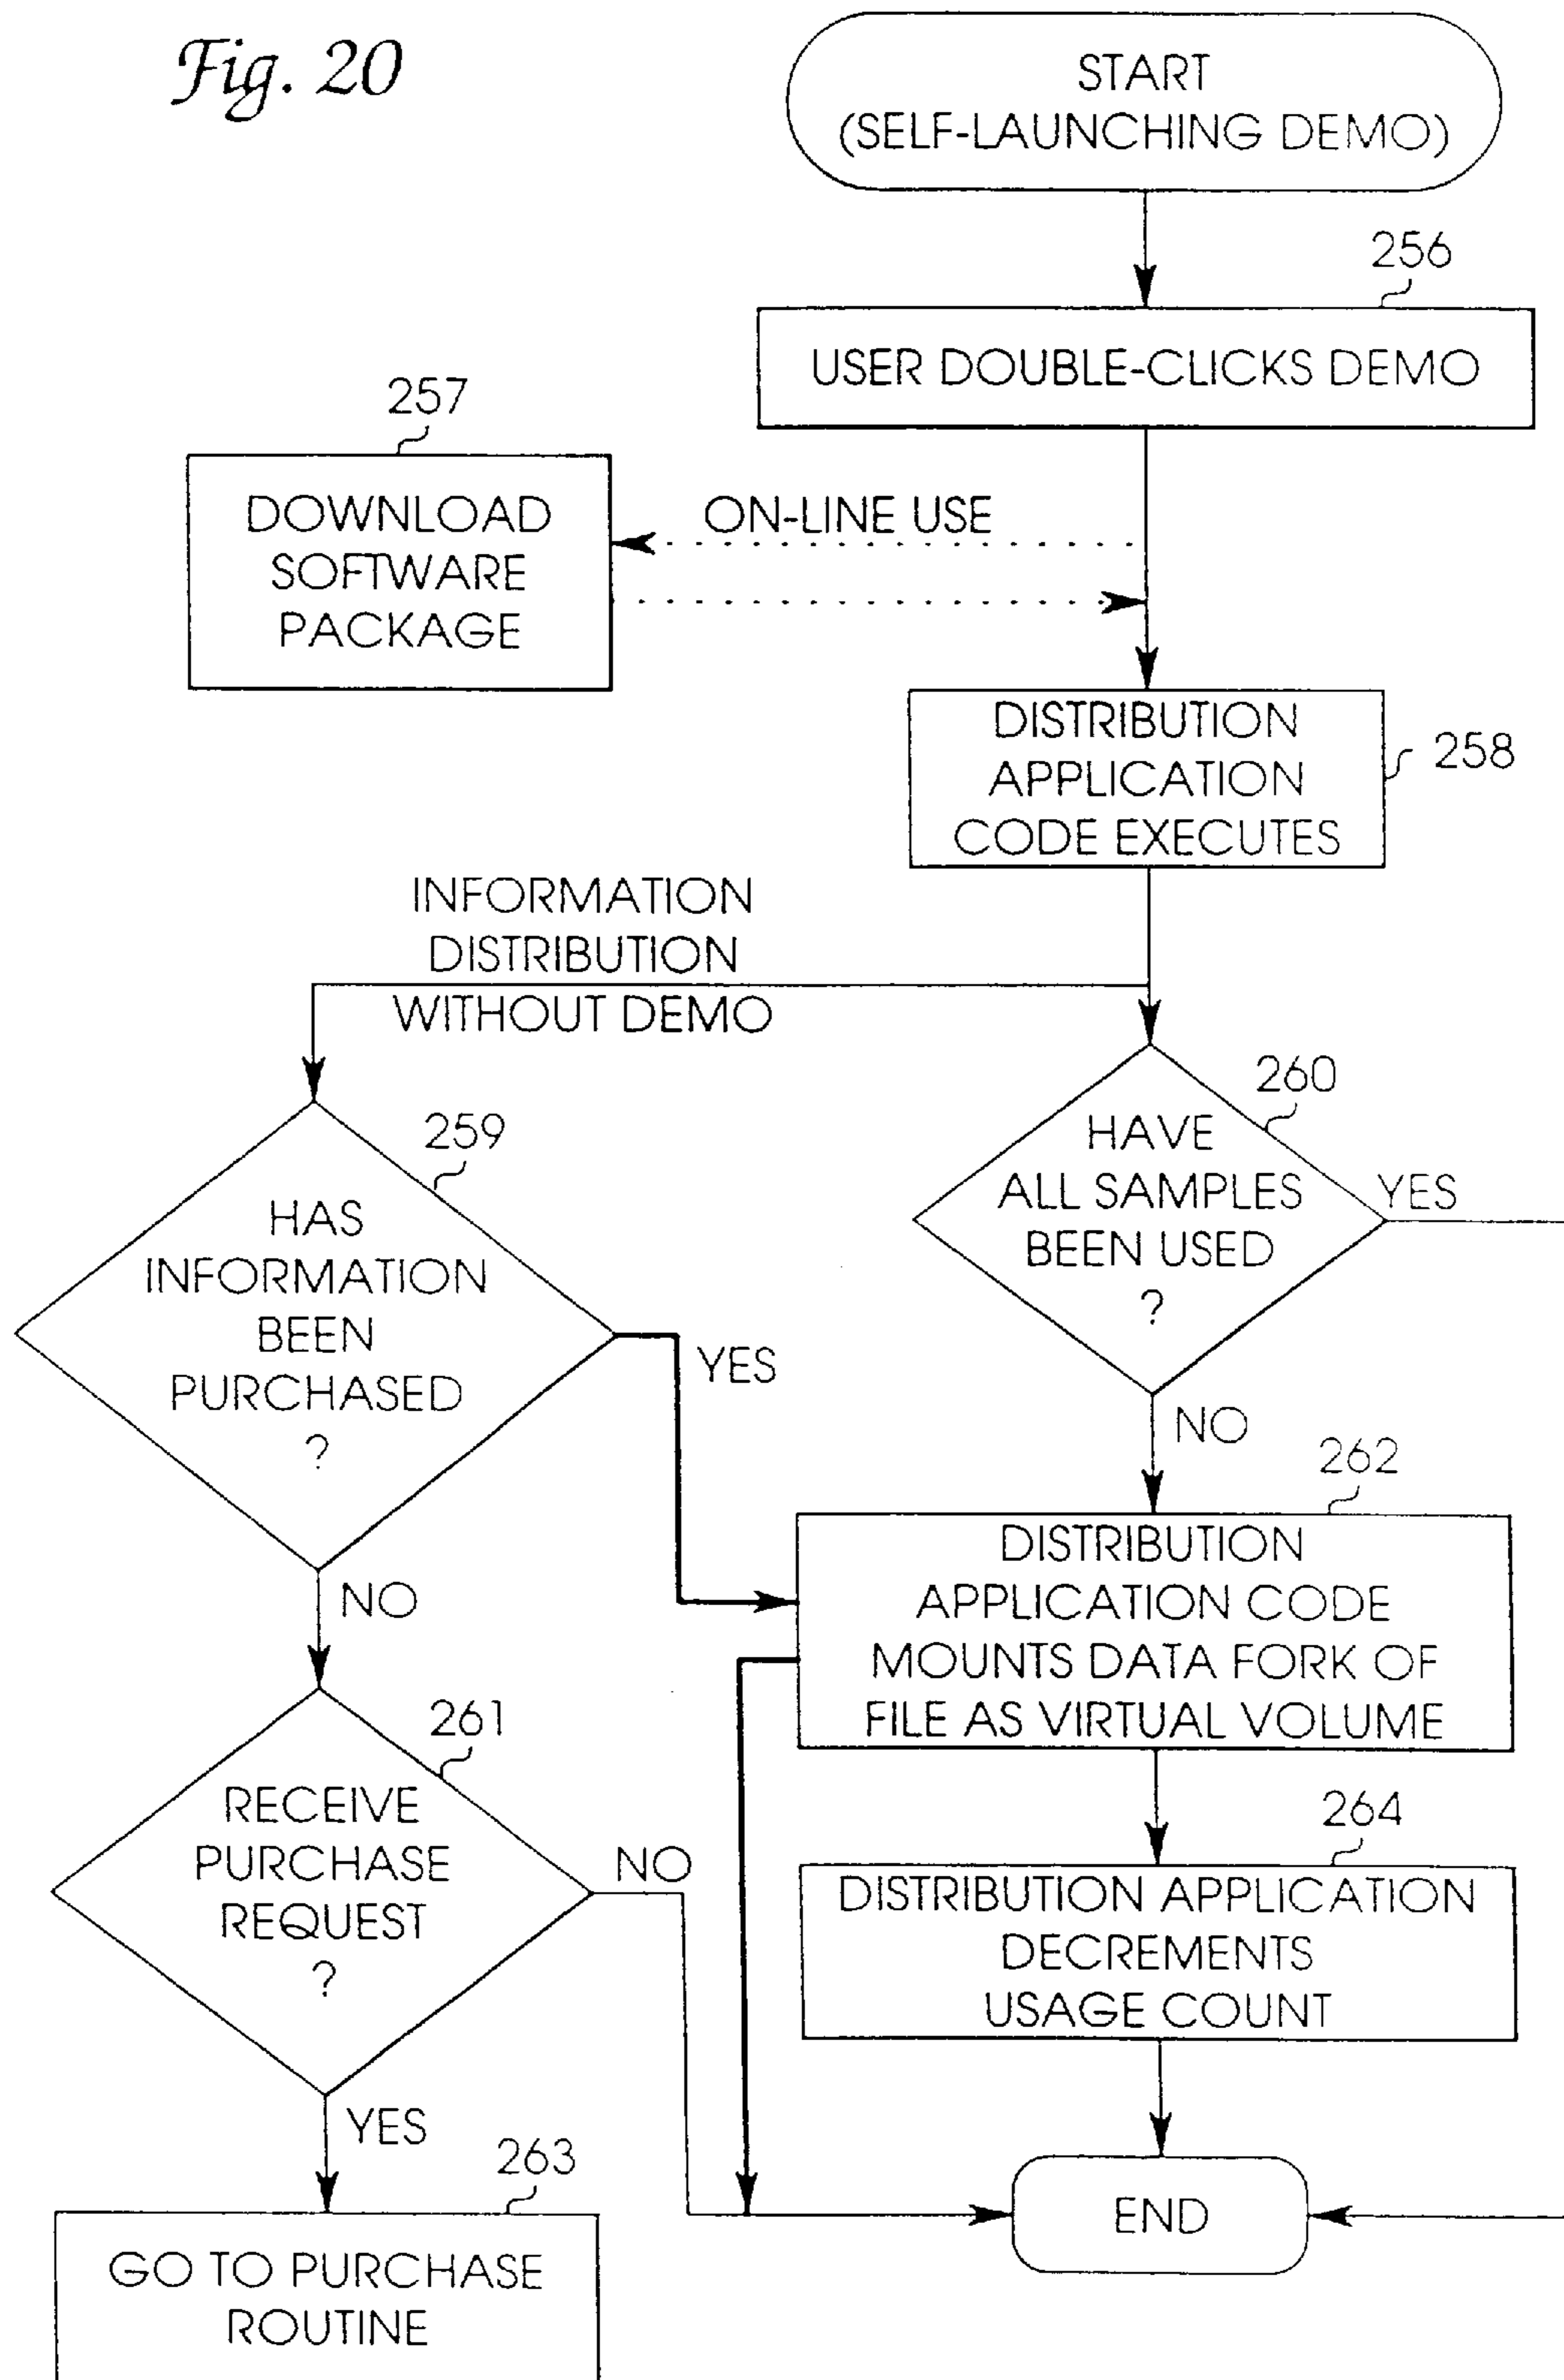 Fig. 20
START
(SELF-LAUNCHING DEMO)
256
USER DOUBLE-CLICKS DEMO
257
DOWNLOAD
SOFTWARE
PACKAGE
ON-LINE USE
DISTRIBUTION
APPLICATION
CODE EXECUTES
258
INFORMATION
DISTRIBUTION
WITHOUT DEMO
259
HAS
INFORMATION
BEEN
PURCHASED
?
YES
NO
260
HAVE
ALL SAMPLES
BEEN USED
?
YES
NO
262
DISTRIBUTION
APPLICATION CODE
MOUNTS DATA FORK OF
FILE AS VIRTUAL VOLUME
261
RECEIVE
PURCHASE
REQUEST
?
NO
YES
264
DISTRIBUTION APPLICATION
DECREMENTS
USAGE COUNT
263
GO TO PURCHASE
ROUTINE
END